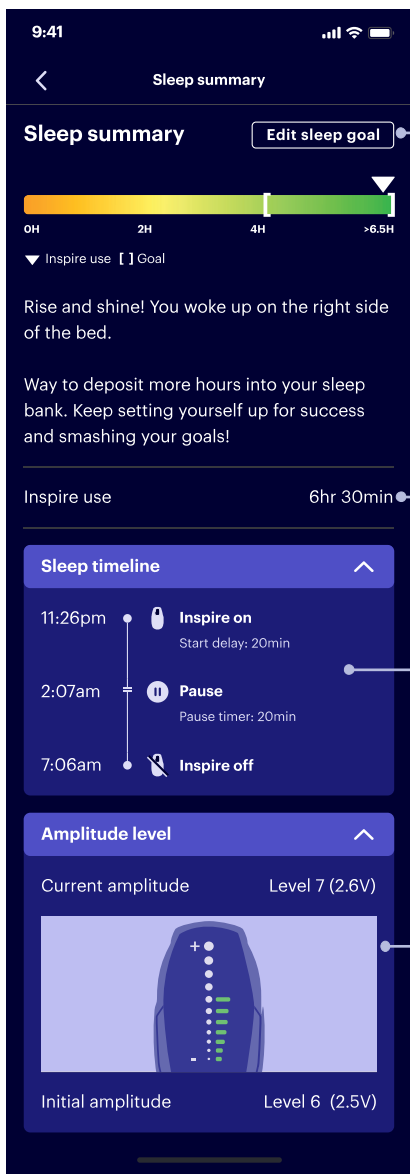 9:41
Sleep summary
Sleep summary
Edit sleep goal
0H 2H 4H >6.5H
Inspire use [ ] Goal
Rise and shine! You woke up on the right side
of the bed.
Way to deposit more hours into your sleep
bank. Keep setting yourself up for success
and smashing your goals!
Inspire use 6hr 30min
Sleep timeline
11:26pm Inspire on
Start delay: 20min
2:07am Pause
Pause timer: 20min
7:06am Inspire off
Amplitude level
Current amplitude Level 7 (2.6V)
+
-
Initial amplitude Level 6 (2.5V)